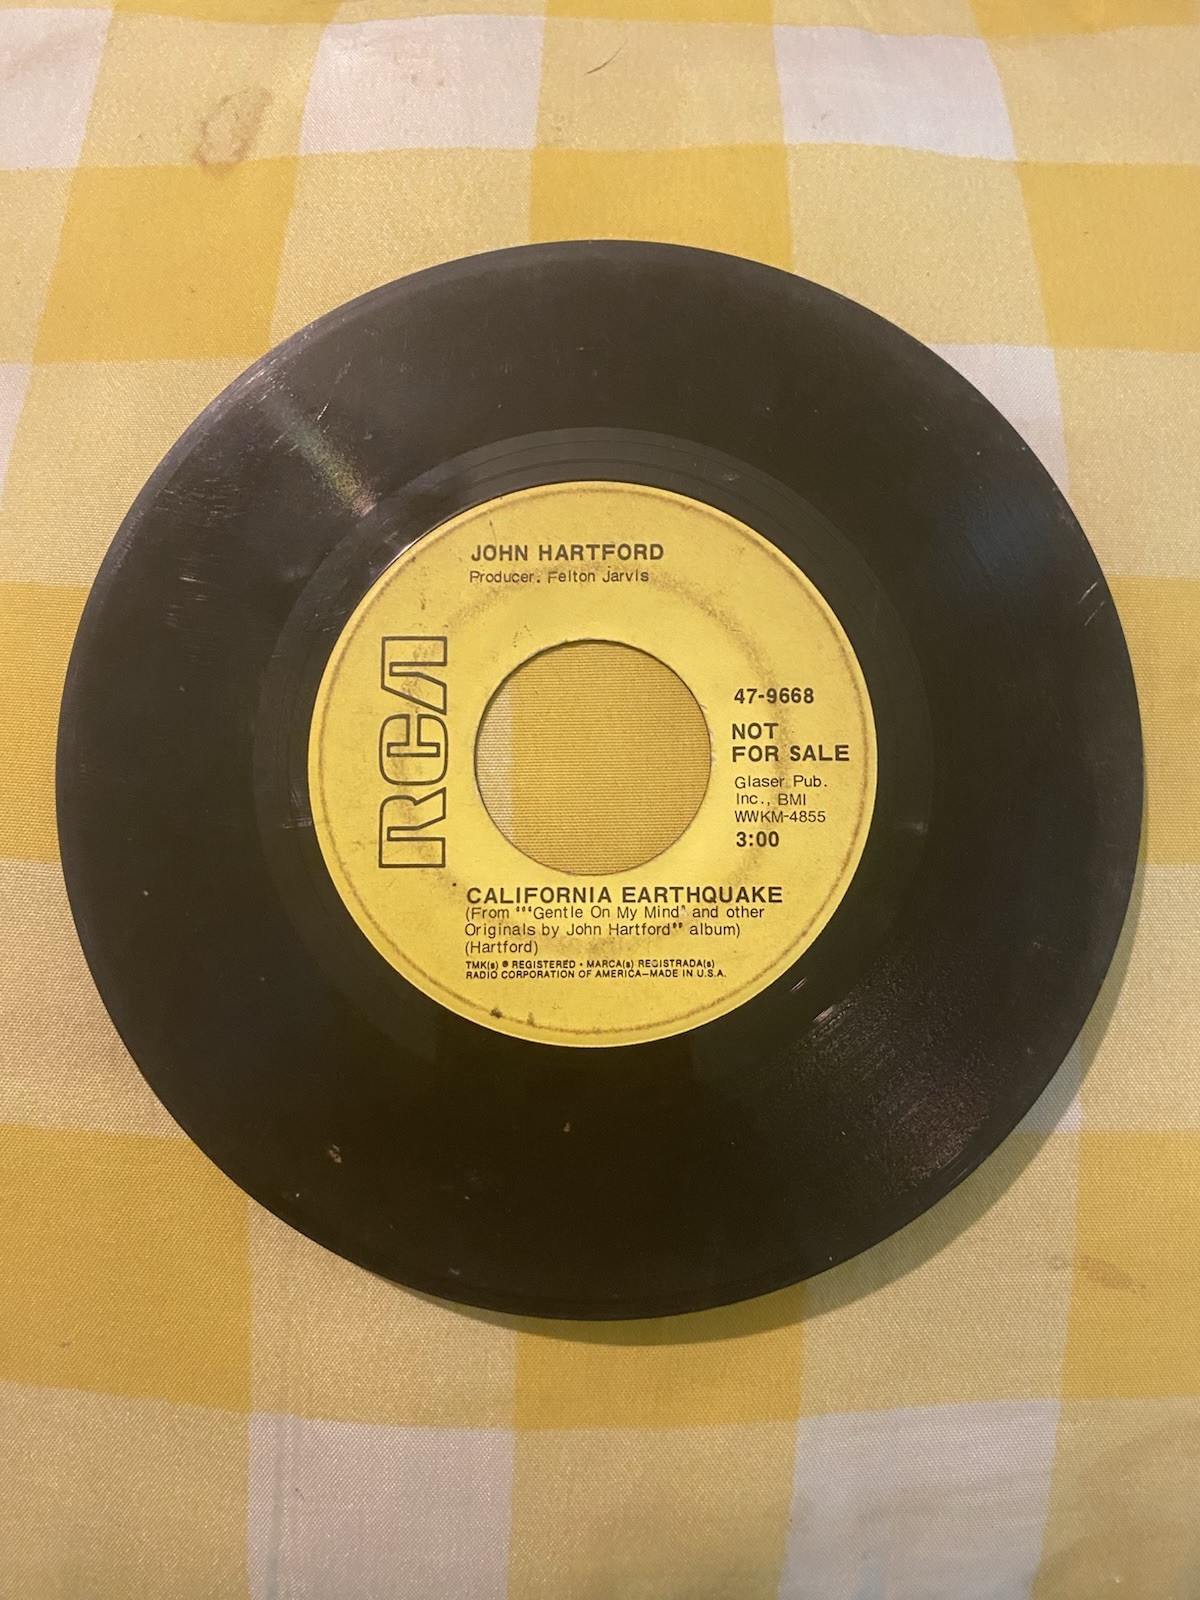 JOHN HARTFORD
Producer. Felton Jarvis
RCA
47-9668
NOT
FOR SALE
Glaser Pub.
Inc., BMI
WWKM-4855
3:00
CALIFORNIA EARTHQUAKE
(From "'"Gentle On My Mind" and other
Originals by John Hartford"" album)
(Hartford)
TMK(s) ® REGISTERED • MARCA(s) REGISTRADA(s)
RADIO CORPORATION OF AMERICA—MADE IN U.S.A.